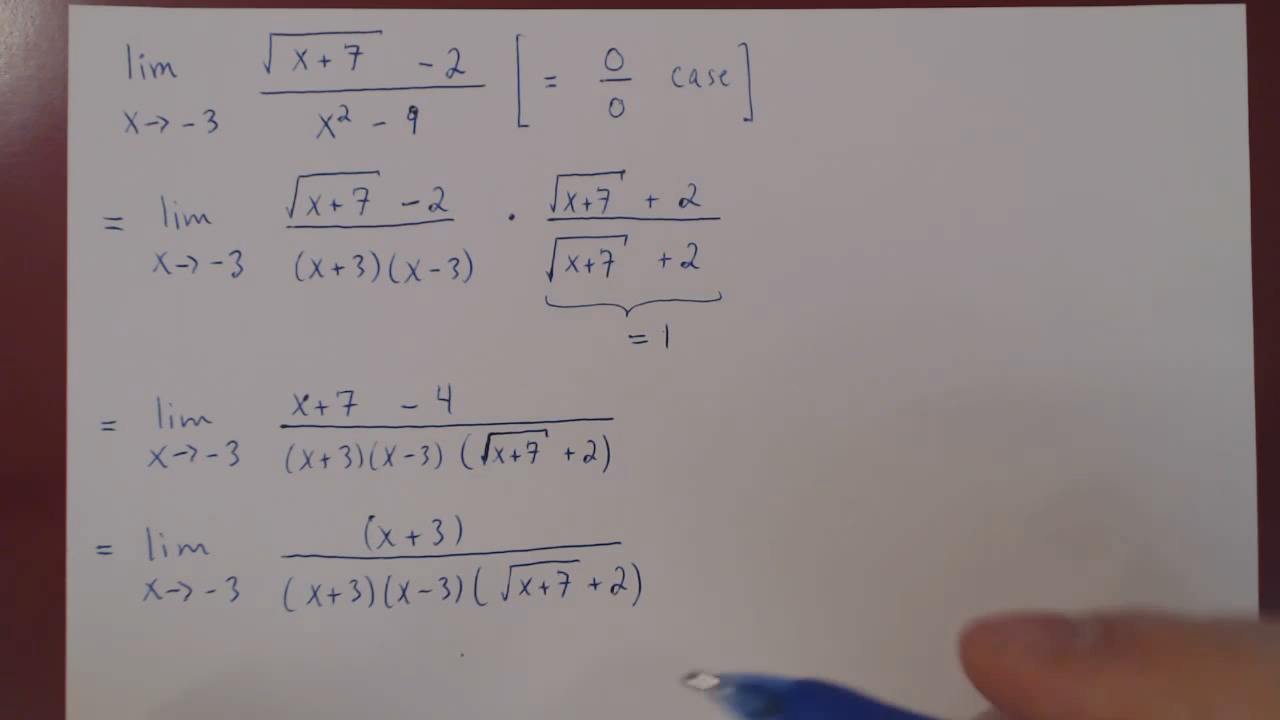 lim x→-3 (√(x+7) - 2)/(x² - 9) [= 0/0 case]
= lim x→-3 (√(x+7) - 2)/((x+3)(x-3)) · (√(x+7) + 2)/(√(x+7) + 2)
= 1
= lim x→-3 (x+7 - 4)/((x+3)(x-3)(√(x+7) + 2))
= lim x→-3 (x+3)/((x+3)(x-3)(√(x+7) + 2))